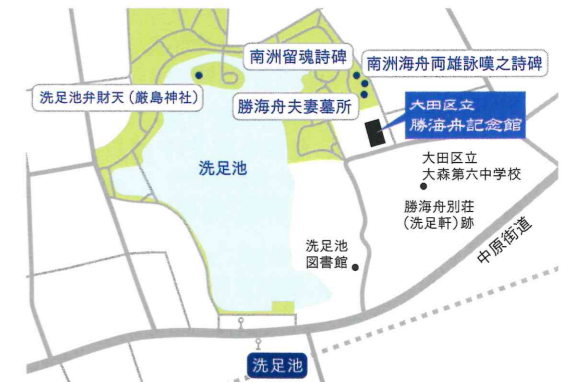 南洲留魂詩碑
南洲海舟両雄詠嘆之詩碑
洗足池弁財天（厳島神社）
勝海舟夫妻墓所
大田区立
勝海舟記念館
洗足池
大田区立
大森第六中学校
勝海舟別荘
（洗足軒）跡
中原街道
洗足池
図書館
洗足池